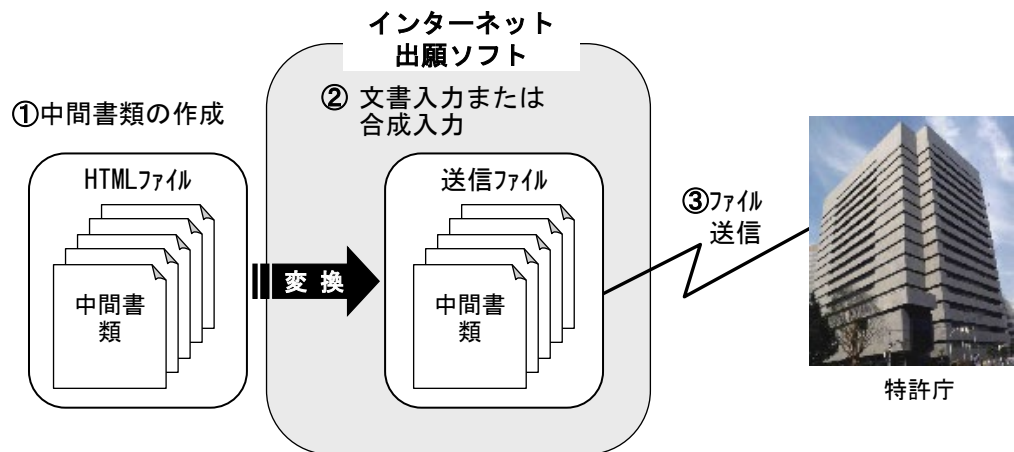 インターネット
出願ソフト
①中間書類の作成
② 文書入力または
合成入力
HTMLﾌｧｲﾙ
中間書
類
変 換
送信ﾌｧｲﾙ
中間書
類
③ﾌｧｲﾙ
送信
特許庁